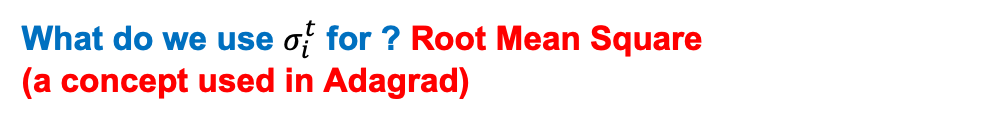 What do we use σᵢᵗ for ? Root Mean Square
(a concept used in Adagrad)